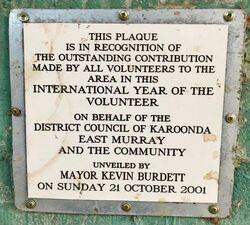 THIS PLAQUE
IS IN RECOGNITION OF
THE OUTSTANDING CONTRIBUTION
MADE BY ALL VOLUNTEERS TO THE
AREA IN THIS
INTERNATIONAL YEAR OF THE
VOLUNTEER
ON BEHALF OF THE
DISTRICT COUNCIL OF KAROONDA
EAST MURRAY
AND THE COMMUNITY
UNVEILED BY
MAYOR KEVIN BURDETT
ON SUNDAY 21 OCTOBER 2001